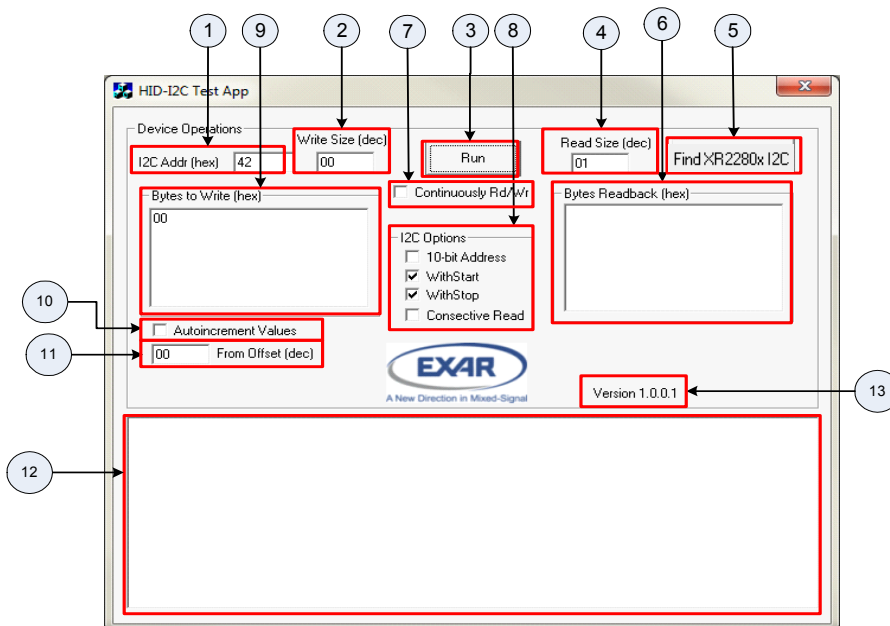 1
9
2
7
3
8
4
6
5
HID-I2C Test App
Device Operations
I2C Addr (hex) 42
Write Size (dec)
00
Run
Read Size (dec)
01
Find XR2280x I2C
Continuously Rd/Wr
Bytes to Write (hex)
00
I2C Options
10-bit Address
WithStart
WithStop
Consective Read
Bytes Readback (hex)
10
Autoincrement Values
11
00 From Offset (dec)
EXAR
A New Direction in Mixed-Signal
Version 1.0.0.1
13
12